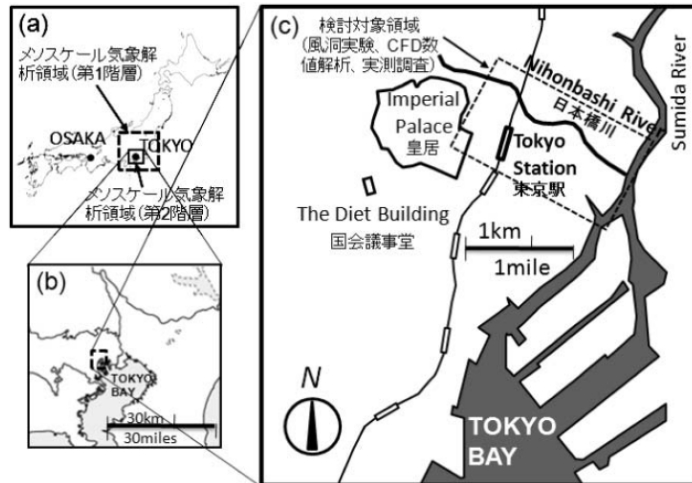 (a)
メソスケール気象解
析領域(第1階層)
OSAKA
TOKYO
メソスケール気象解
析領域(第2階層)
(b)
TOKYO
BAY
30km
30miles
(c)
検討対象領域
(風洞実験、CFD数
値解析、実測調査)
Nihonbashi River
日本橋川
Sumida River
Imperial
Palace
皇居
Tokyo
Station
東京駅
The Diet Building
国会議事堂
1km
1mile
N
TOKYO
BAY